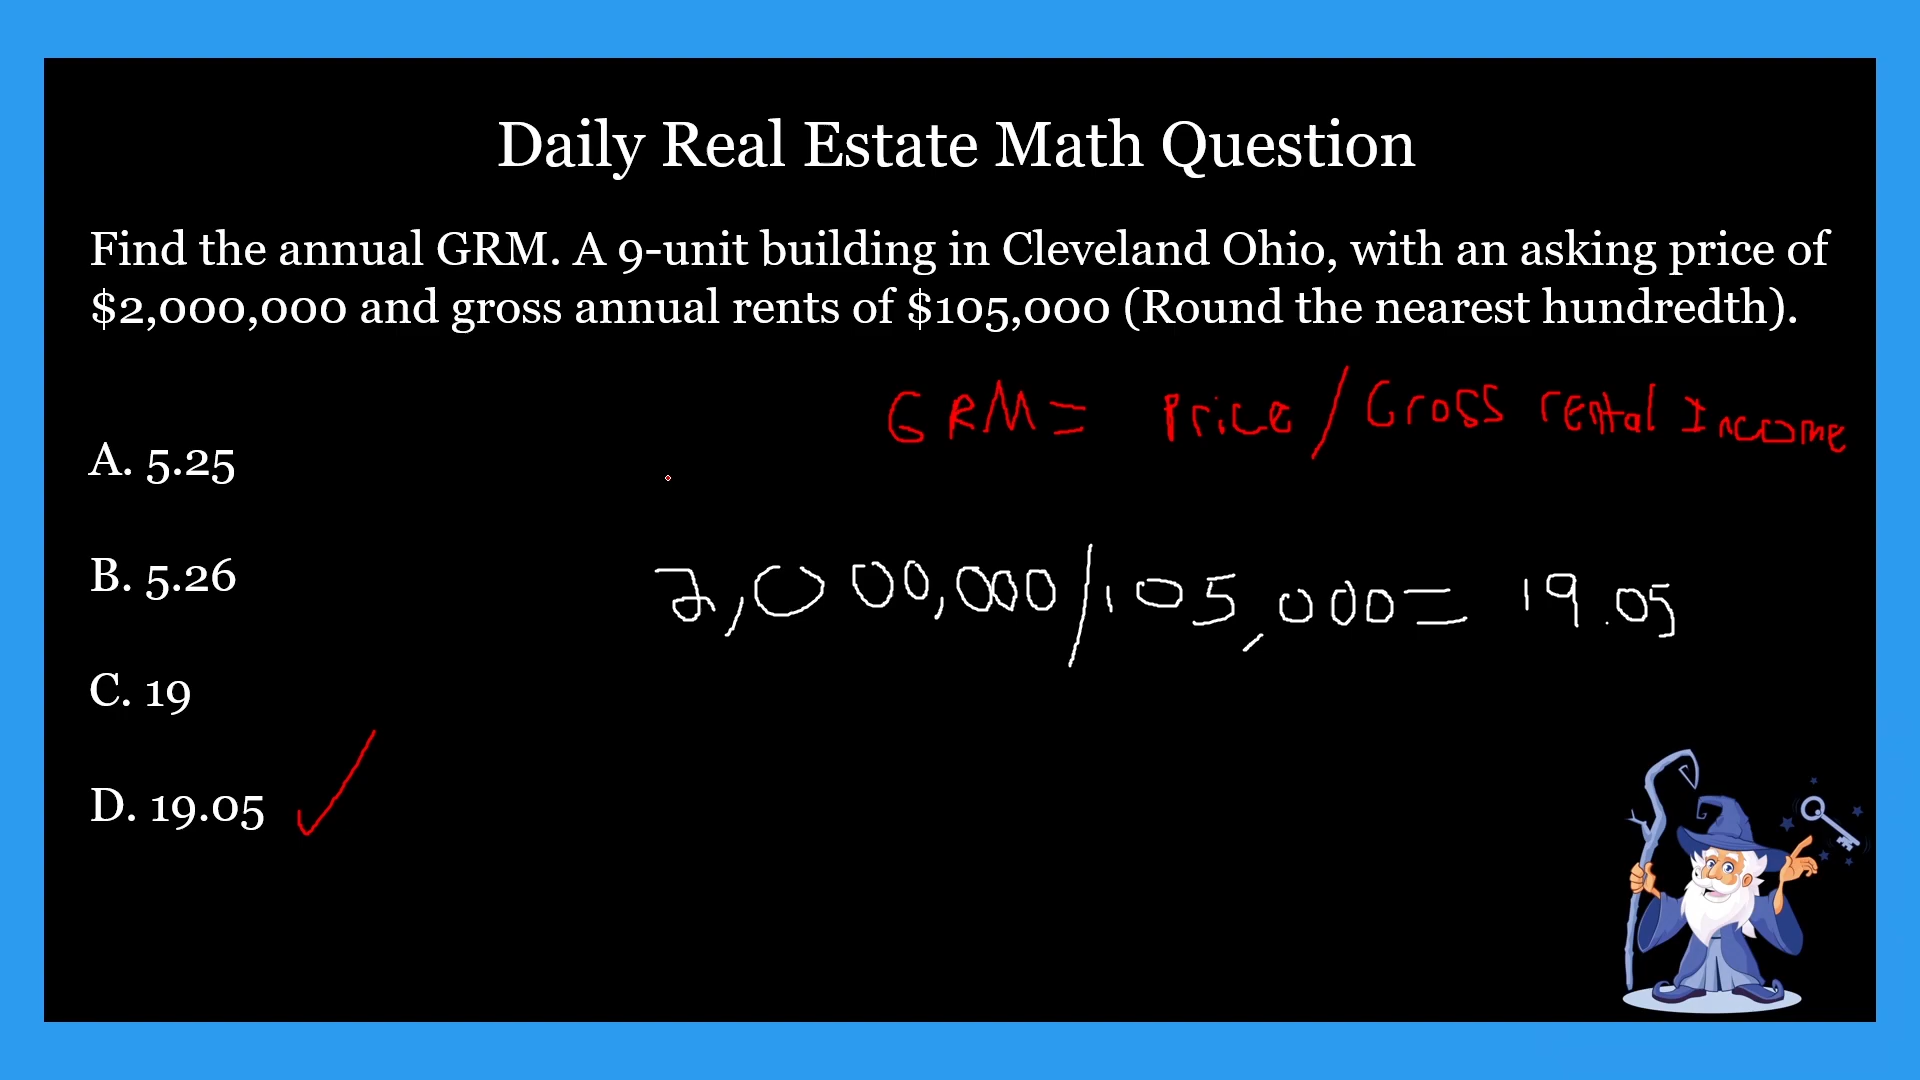 Daily Real Estate Math Question
Find the annual GRM. A 9-unit building in Cleveland Ohio, with an asking price of
$2,000,000 and gross annual rents of $105,000 (Round the nearest hundredth).
GRM = Price / Gross rental Income
A. 5.25
B. 5.26
2,000,000/105,000 = 19.05
C. 19
D. 19.05